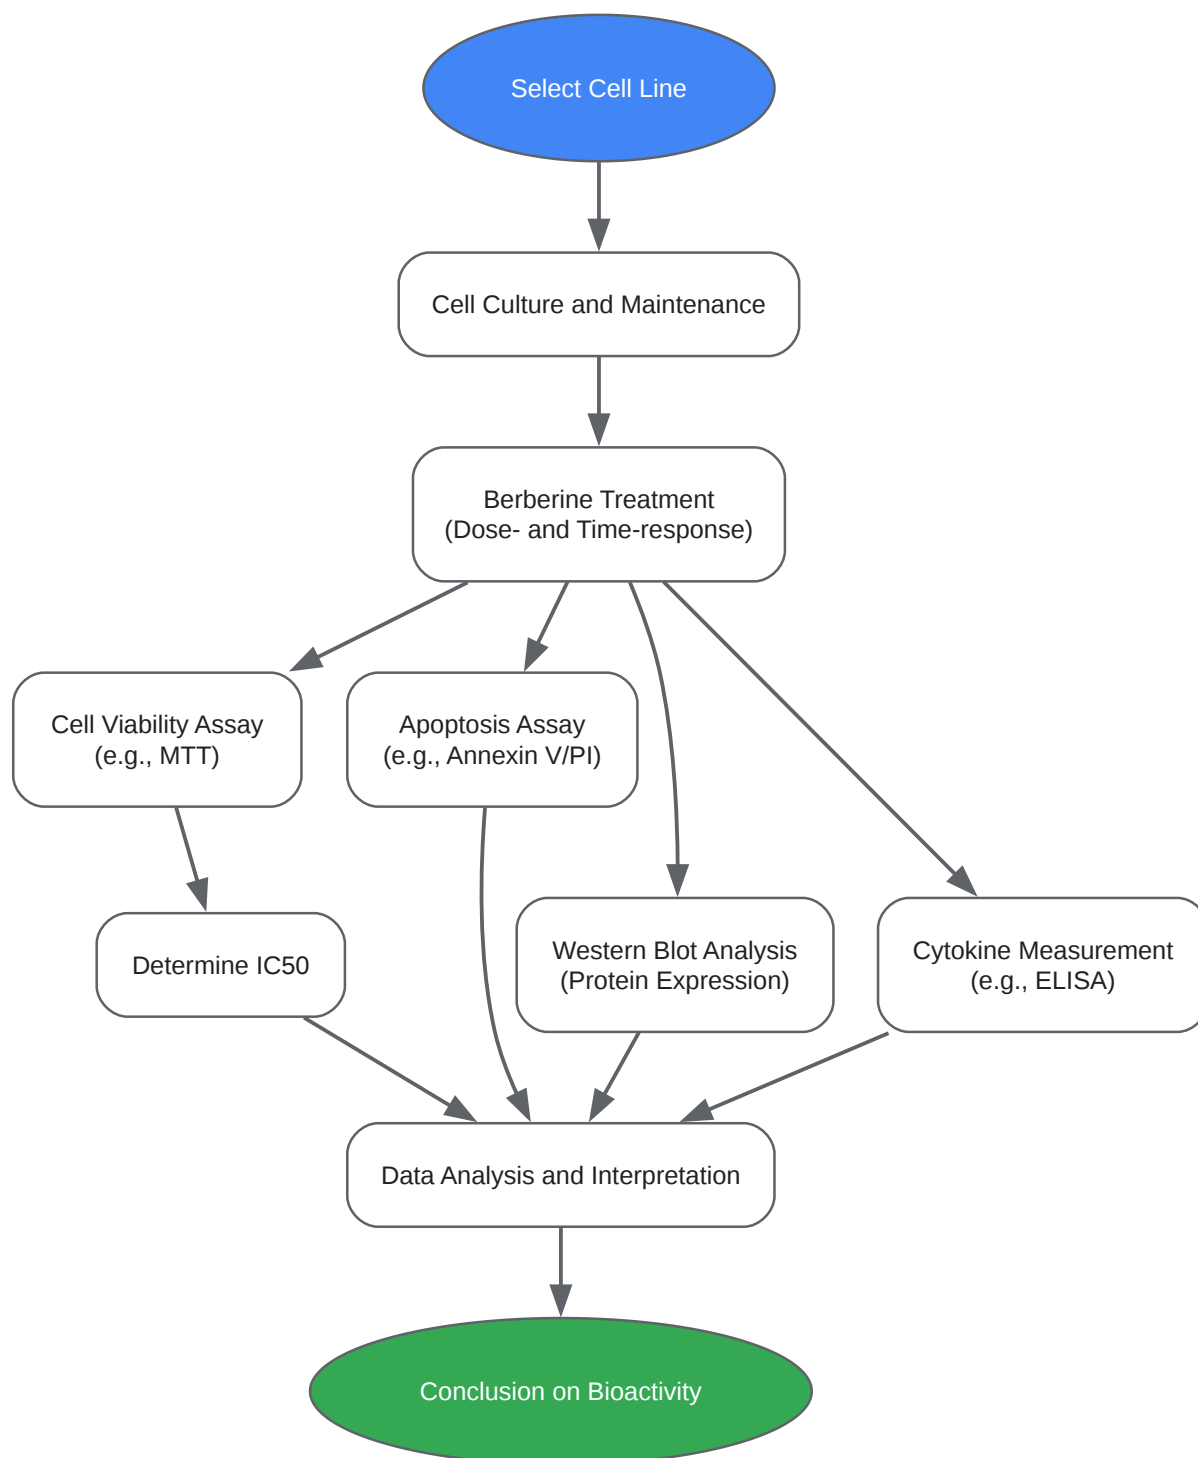 Select Cell Line
Cell Culture and Maintenance
Berberine Treatment
(Dose- and Time-response)
Cell Viability Assay
(e.g., MTT)
Apoptosis Assay
(e.g., Annexin V/PI)
Determine IC50
Western Blot Analysis
(Protein Expression)
Cytokine Measurement
(e.g., ELISA)
Data Analysis and Interpretation
Conclusion on Bioactivity